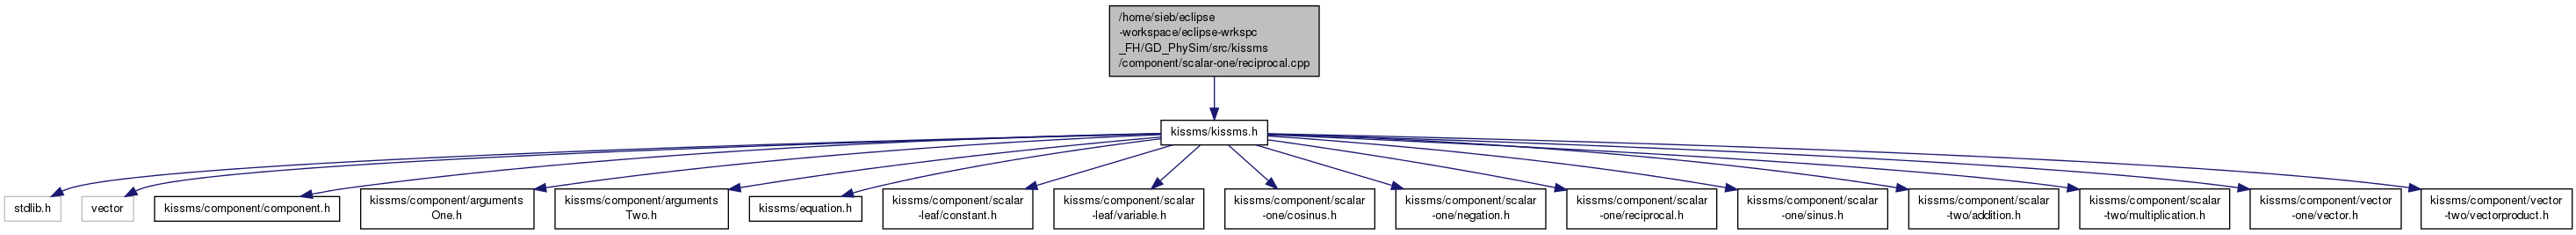 /home/sieb/eclipse
-workspace/eclipse-wrkspc
_FH/GD_PhySim/src/kissms
/component/scalar-one/reciprocal.cpp
kissms/kissms.h
stdlib.h
vector
kissms/component/component.h
kissms/component/arguments
One.h
kissms/component/arguments
Two.h
kissms/equation.h
kissms/component/scalar
-leaf/constant.h
kissms/component/scalar
-leaf/variable.h
kissms/component/scalar
-one/cosinus.h
kissms/component/scalar
-one/negation.h
kissms/component/scalar
-one/reciprocal.h
kissms/component/scalar
-one/sinus.h
kissms/component/scalar
-two/addition.h
kissms/component/scalar
-two/multiplication.h
kissms/component/vector
-one/vector.h
kissms/component/vector
-two/vectorproduct.h